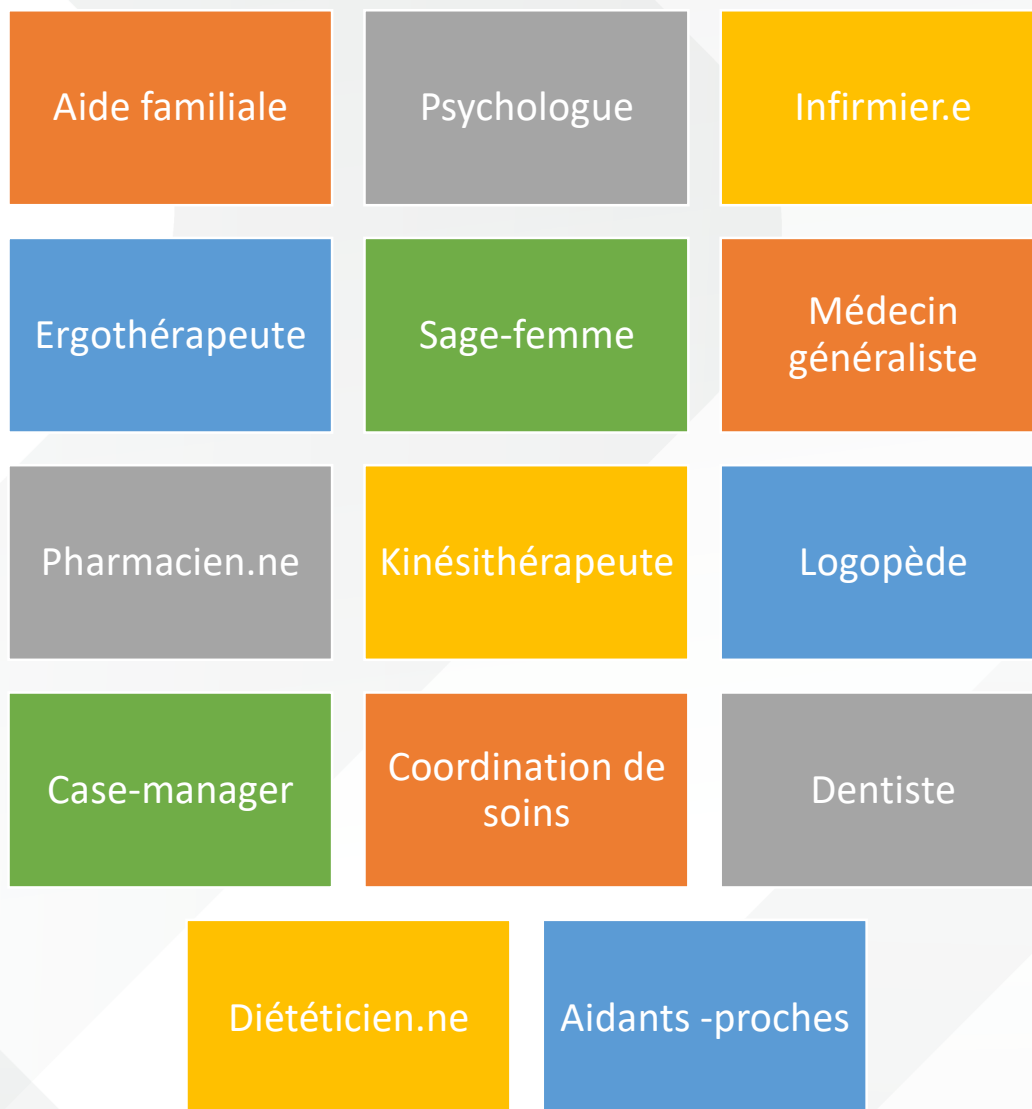 Aide familiale
Psychologue
Infirmier.e
Ergothérapeute
Sage-femme
Médecin
généraliste
Pharmacien.ne
Kinésithérapeute
Logopède
Case-manager
Coordination de
soins
Dentiste
Diététicien.ne
Aidants -proches